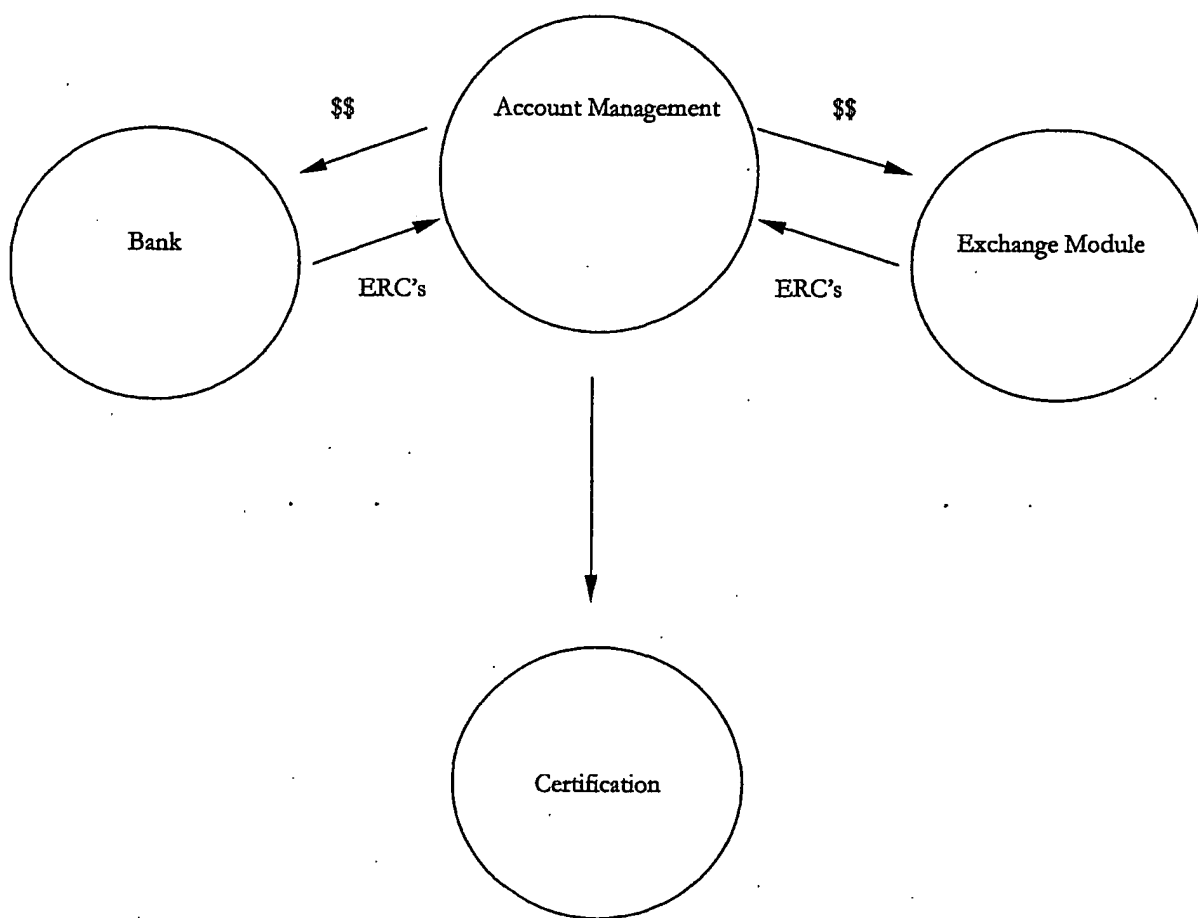 $$
Account Management
$$
Bank
Exchange Module
ERC's
ERC's
Certification